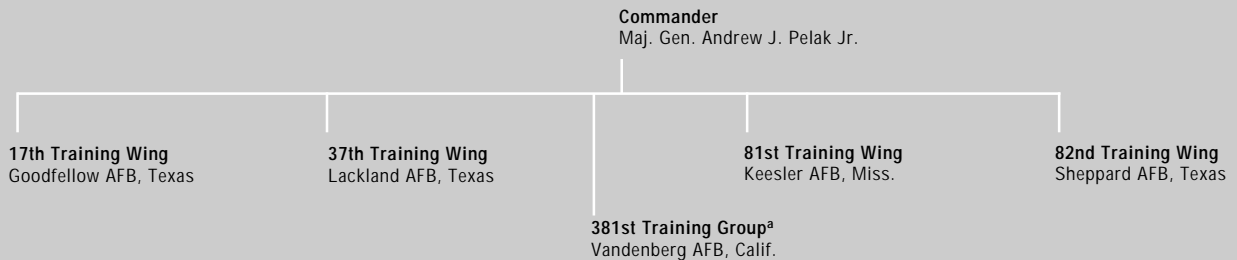 Commander
Maj. Gen. Andrew J. Pelak Jr.
17th Training Wing
Goodfellow AFB, Texas
37th Training Wing
Lackland AFB, Texas
81st Training Wing
Keesler AFB, Miss.
82nd Training Wing
Sheppard AFB, Texas
381st Training Groupᵃ
Vandenberg AFB, Calif.